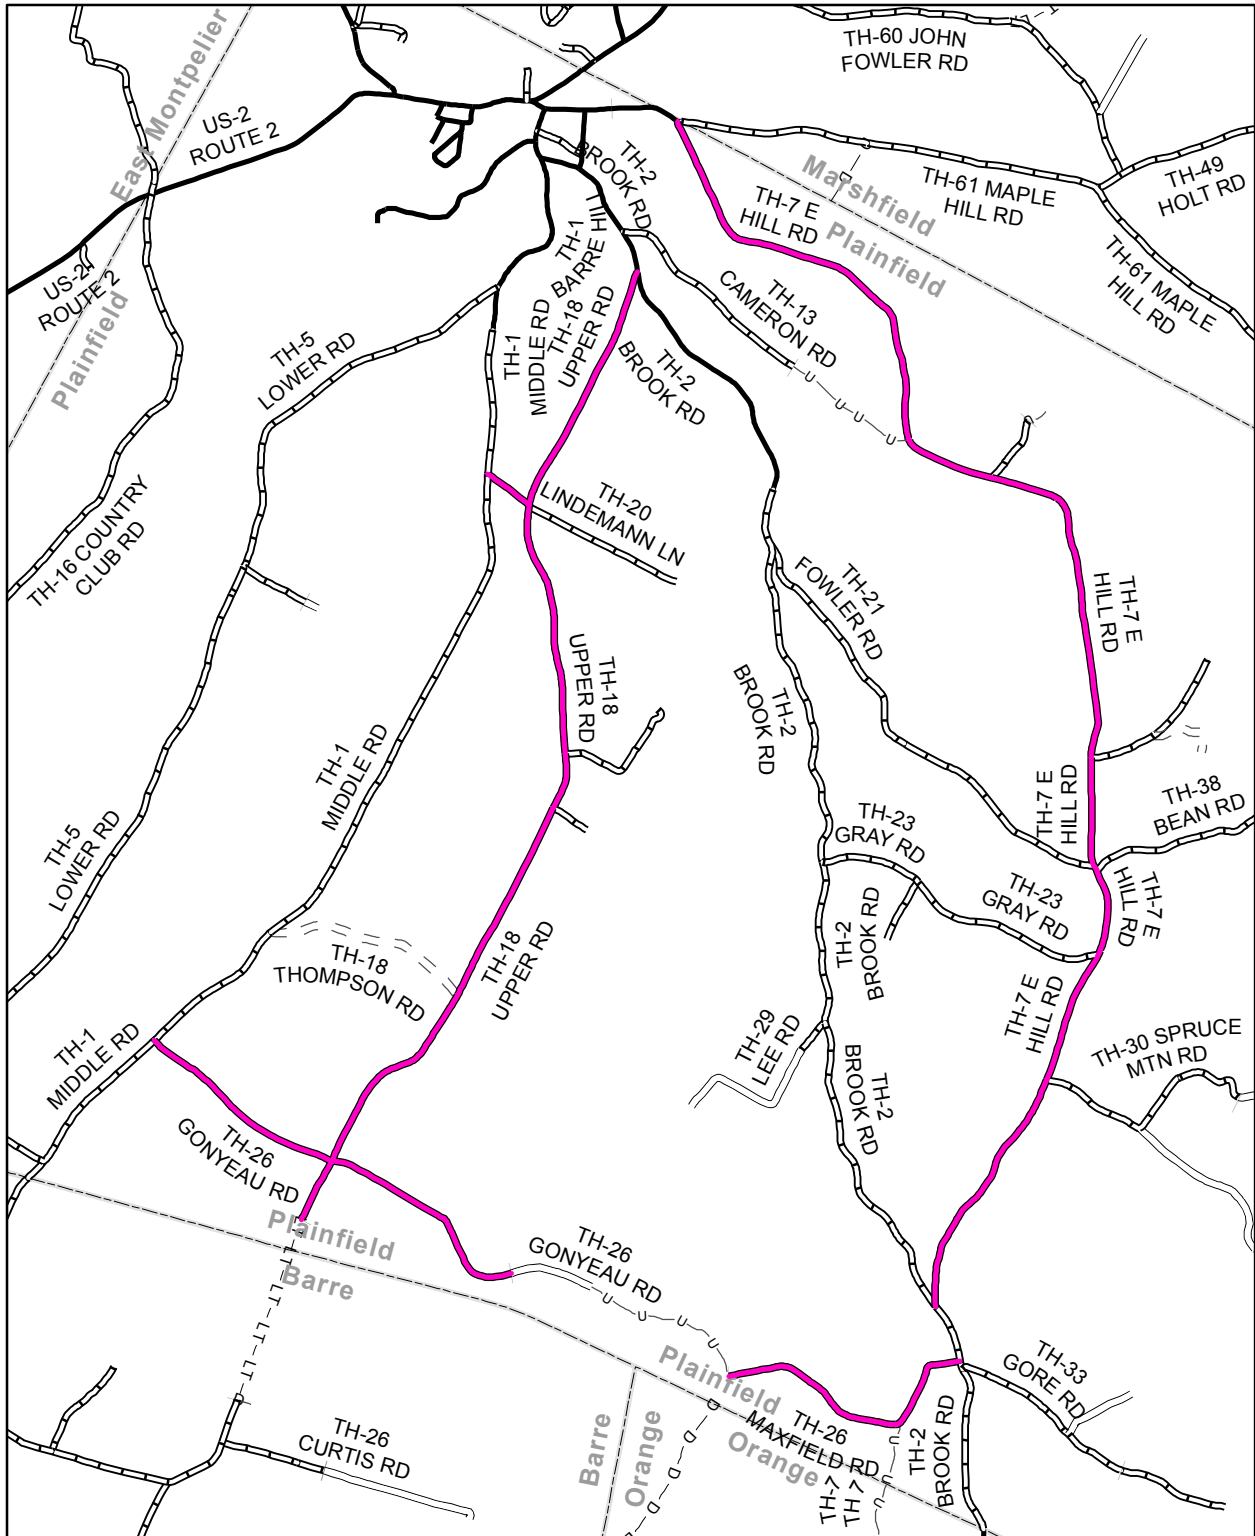 TH-60 JOHN
FOWLER RD
East Montpelier
US-2
ROUTE 2
TH-2
BROOK RD
Marshfield
Plainfield
TH-61 MAPLE
HILL RD
TH-49
HOLT RD
TH-7 E
HILL RD
TH-1
BARRE HILL
TH-61 MAPLE
HILL RD
US-2
ROUTE 2
Plainfield
TH-13
CAMERON RD
TH-5
LOWER RD
TH-1
MIDDLE RD
TH-18
UPPER RD
TH-2
BROOK RD
TH-16 COUNTRY
CLUB RD
TH-20
LINDEMANN LN
TH-21
FOWLER RD
TH-7 E
HILL RD
TH-18
UPPER RD
TH-2
BROOK RD
TH-1
MIDDLE RD
TH-7 E
HILL RD
TH-38
BEAN RD
TH-5
LOWER RD
TH-23
GRAY RD
TH-23
GRAY RD
TH-7 E
HILL RD
TH-2
BROOK RD
TH-18
THOMPSON RD
TH-18
UPPER RD
TH-7 E
HILL RD
TH-1
MIDDLE RD
TH-29
LEE RD
TH-30 SPRUCE
MTN RD
TH-2
BROOK RD
TH-26
GONYEAU RD
Plainfield
Barre
TH-26
GONYEAU RD
Plainfield
Orange
TH-33
GORE RD
Barre
Orange
TH-26
MAXFIELD RD
TH-7
TH 7
TH-2
BROOK RD
TH-26
CURTIS RD